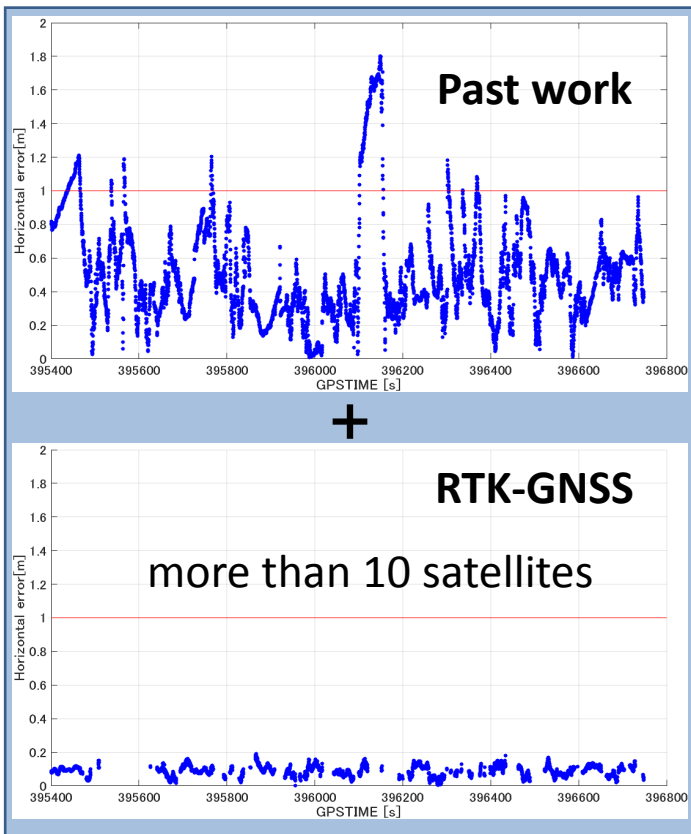 2
1.8
Past work
1.6
1.4
1.2
1
0.8
0.6
0.4
0.2
0
Horizontal error[m]
395400 395600 395800 396000 396200 396400 396600 396800
GPSTIME [s]
+
2
RTK-GNSS
1.8
1.6
1.4
more than 10 satellites
1.2
1
0.8
0.6
0.4
0.2
0
Horizontal error[m]
395400 395600 395800 396000 396200 396400 396600 396800
GPSTIME [s]